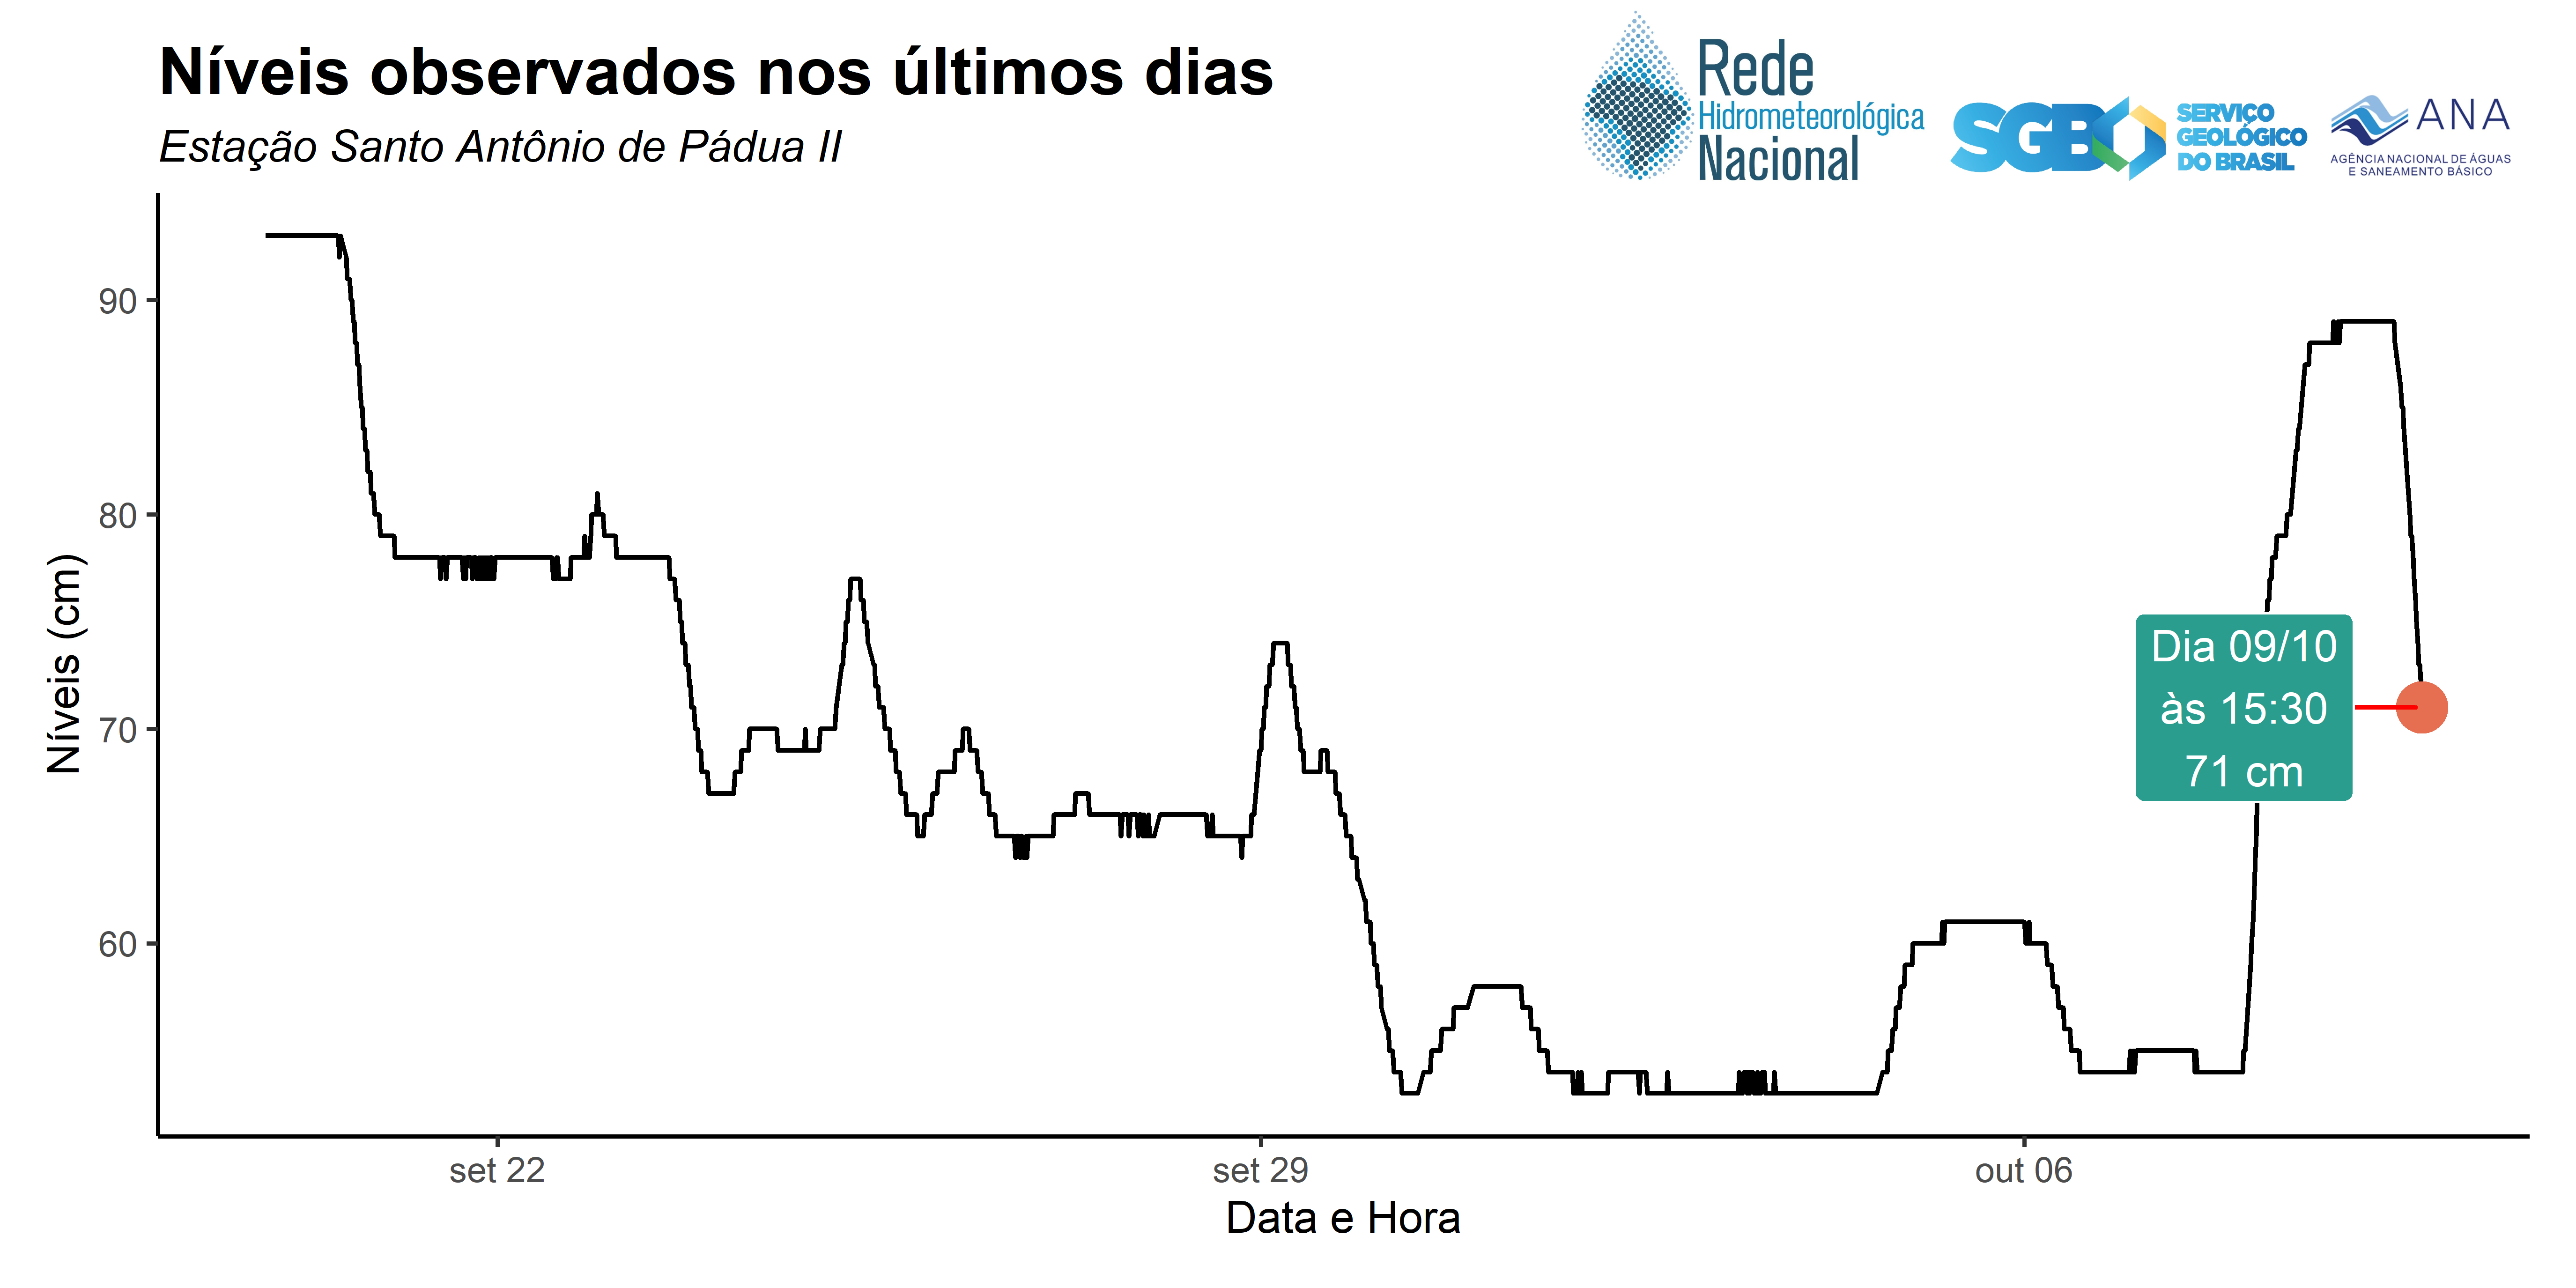 Níveis observados nos últimos dias
Estação Santo Antônio de Pádua II
Rede
Hidrometeorológica
Nacional
SGB
SERVIÇO
GEOLÓGICO
DO BRASIL
ANA
AGÊNCIA NACIONAL DE ÁGUAS
E SANEAMENTO BÁSICO
Níveis (cm)
90
80
70
60
Dia 09/10
às 15:30
71 cm
set 22
set 29
out 06
Data e Hora